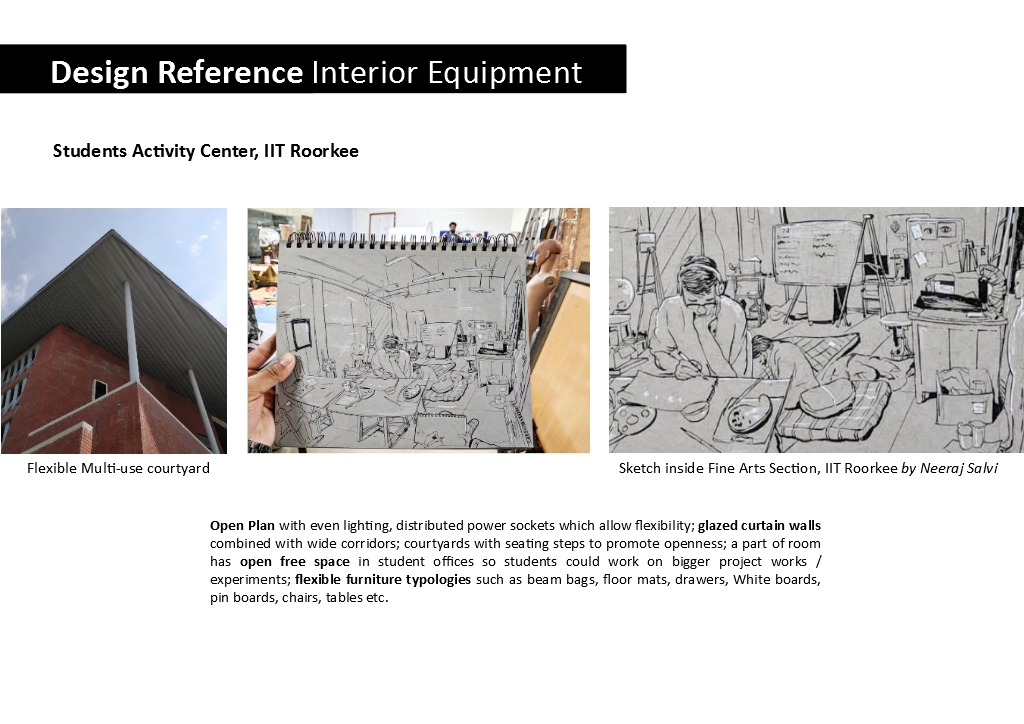 Design Reference Interior Equipment
Students Activity Center, IIT Roorkee
Flexible Multi-use courtyard
Sketch inside Fine Arts Section, IIT Roorkee by Neeraj Salvi
Open Plan with even lighting, distributed power sockets which allow flexibility; glazed curtain walls
combined with wide corridors; courtyards with seating steps to promote openness; a part of room
has open free space in student offices so students could work on bigger project works /
experiments; flexible furniture typologies such as beam bags, floor mats, drawers, White boards,
pin boards, chairs, tables etc.